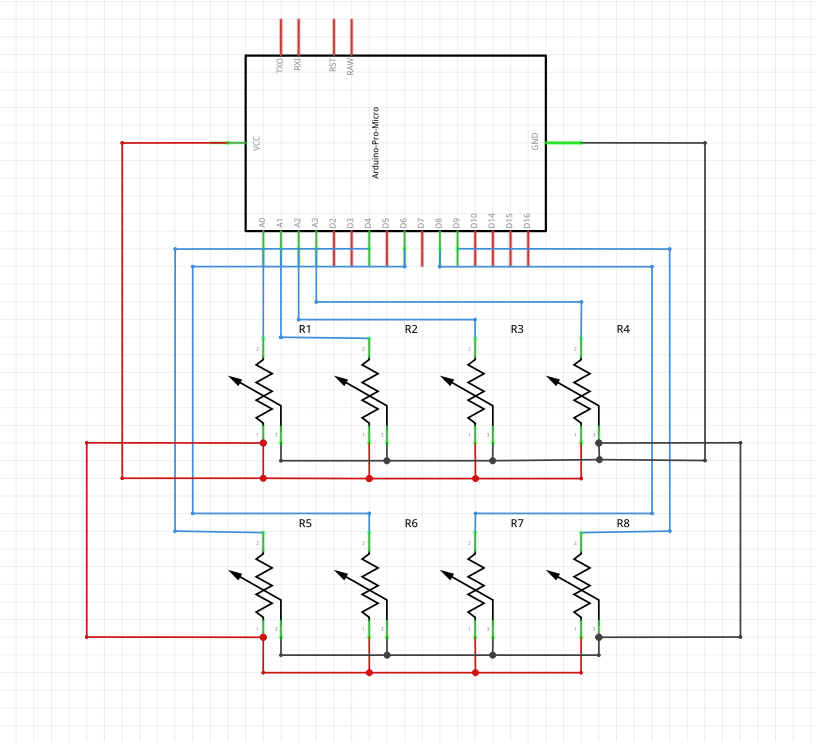 TXO RXI RST RAW
VCC
Arduino-Pro-Micro
GND
A0 A1 A2 A3 D2 D3 D4 D5 D6 D7 D8 D9 D10 D14 D15 D16
R1 R2 R3 R4
2 2 2 2
1 3 1 3 1 3 1 3
R5 R6 R7 R8
2 2 2 2
1 3 1 3 1 3 1 3